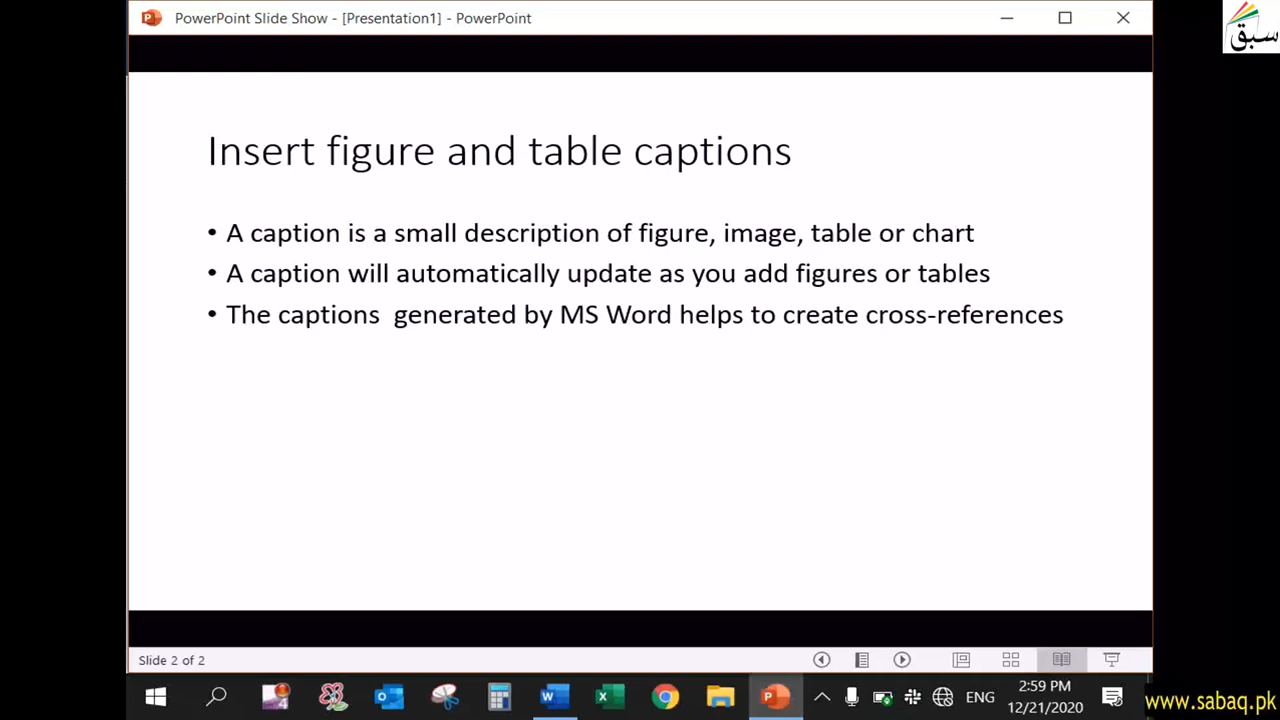 PowerPoint Slide Show - [Presentation1] - PowerPoint
سبق
Insert figure and table captions
• A caption is a small description of figure, image, table or chart
• A caption will automatically update as you add figures or tables
• The captions  generated by MS Word helps to create cross-references
Slide 2 of 2
4
ENG
2:59 PM
12/21/2020
www.sabaq.pk